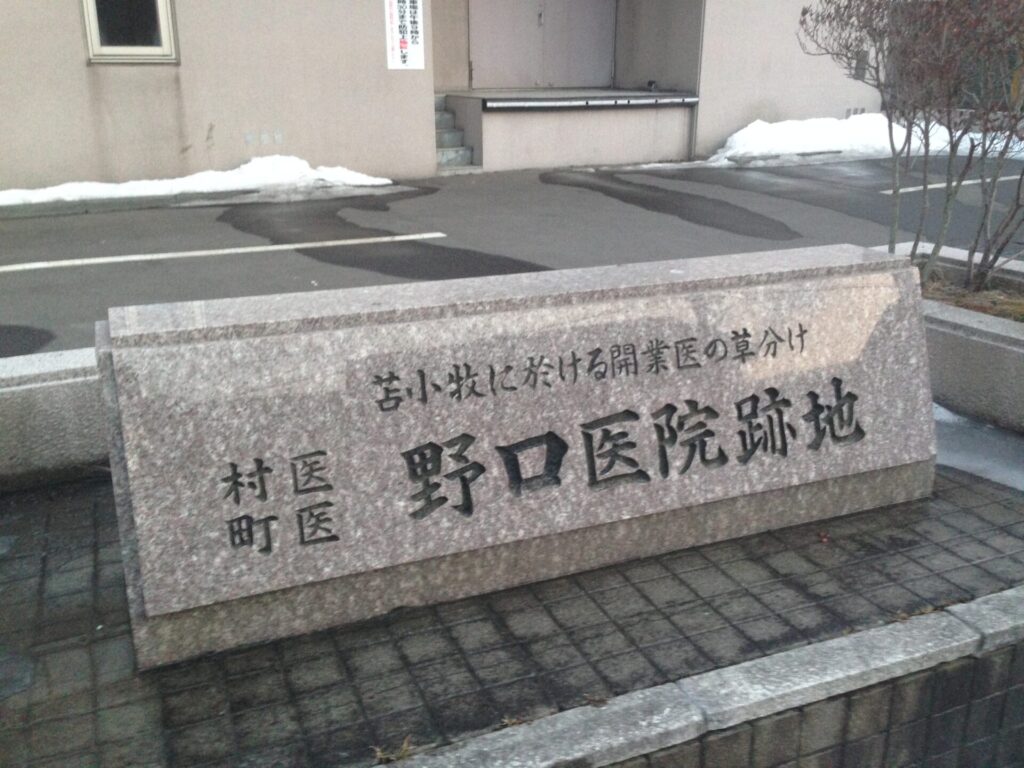 苫小牧に於ける開業医の草分け
村医
町医
野口医院跡地